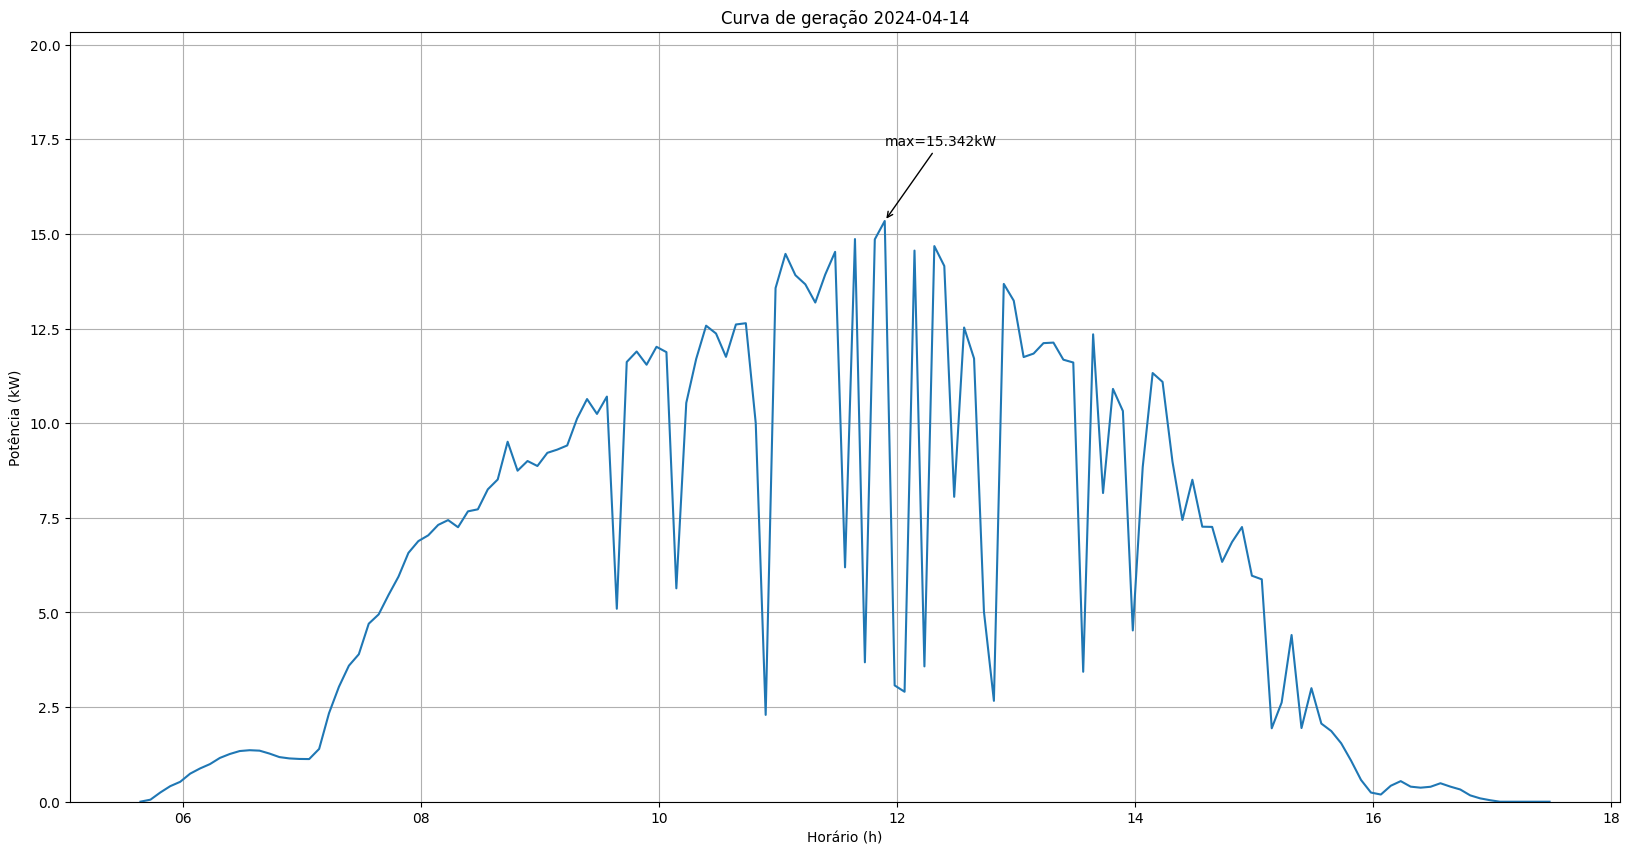 Curva de geração 2024-04-14
20.0
17.5
15.0
12.5
10.0
7.5
5.0
2.5
0.0
Potência (kW)
max=15.342kW
06 08 10 12 14 16 18
Horário (h)